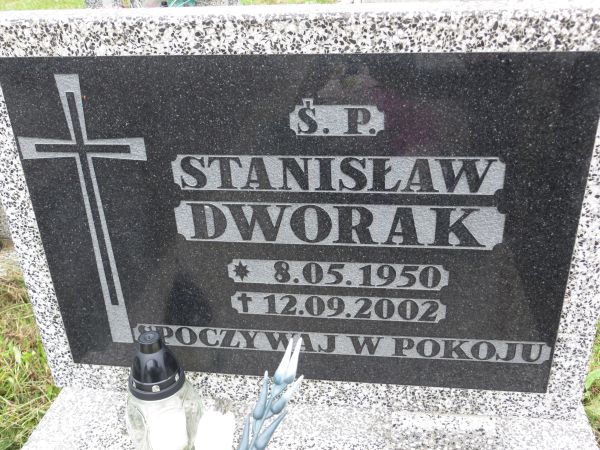 Ś. P.
STANISŁAW
DWORAK
* 8.05.1950
† 12.09.2002
SPOCZYWAJ W POKOJU